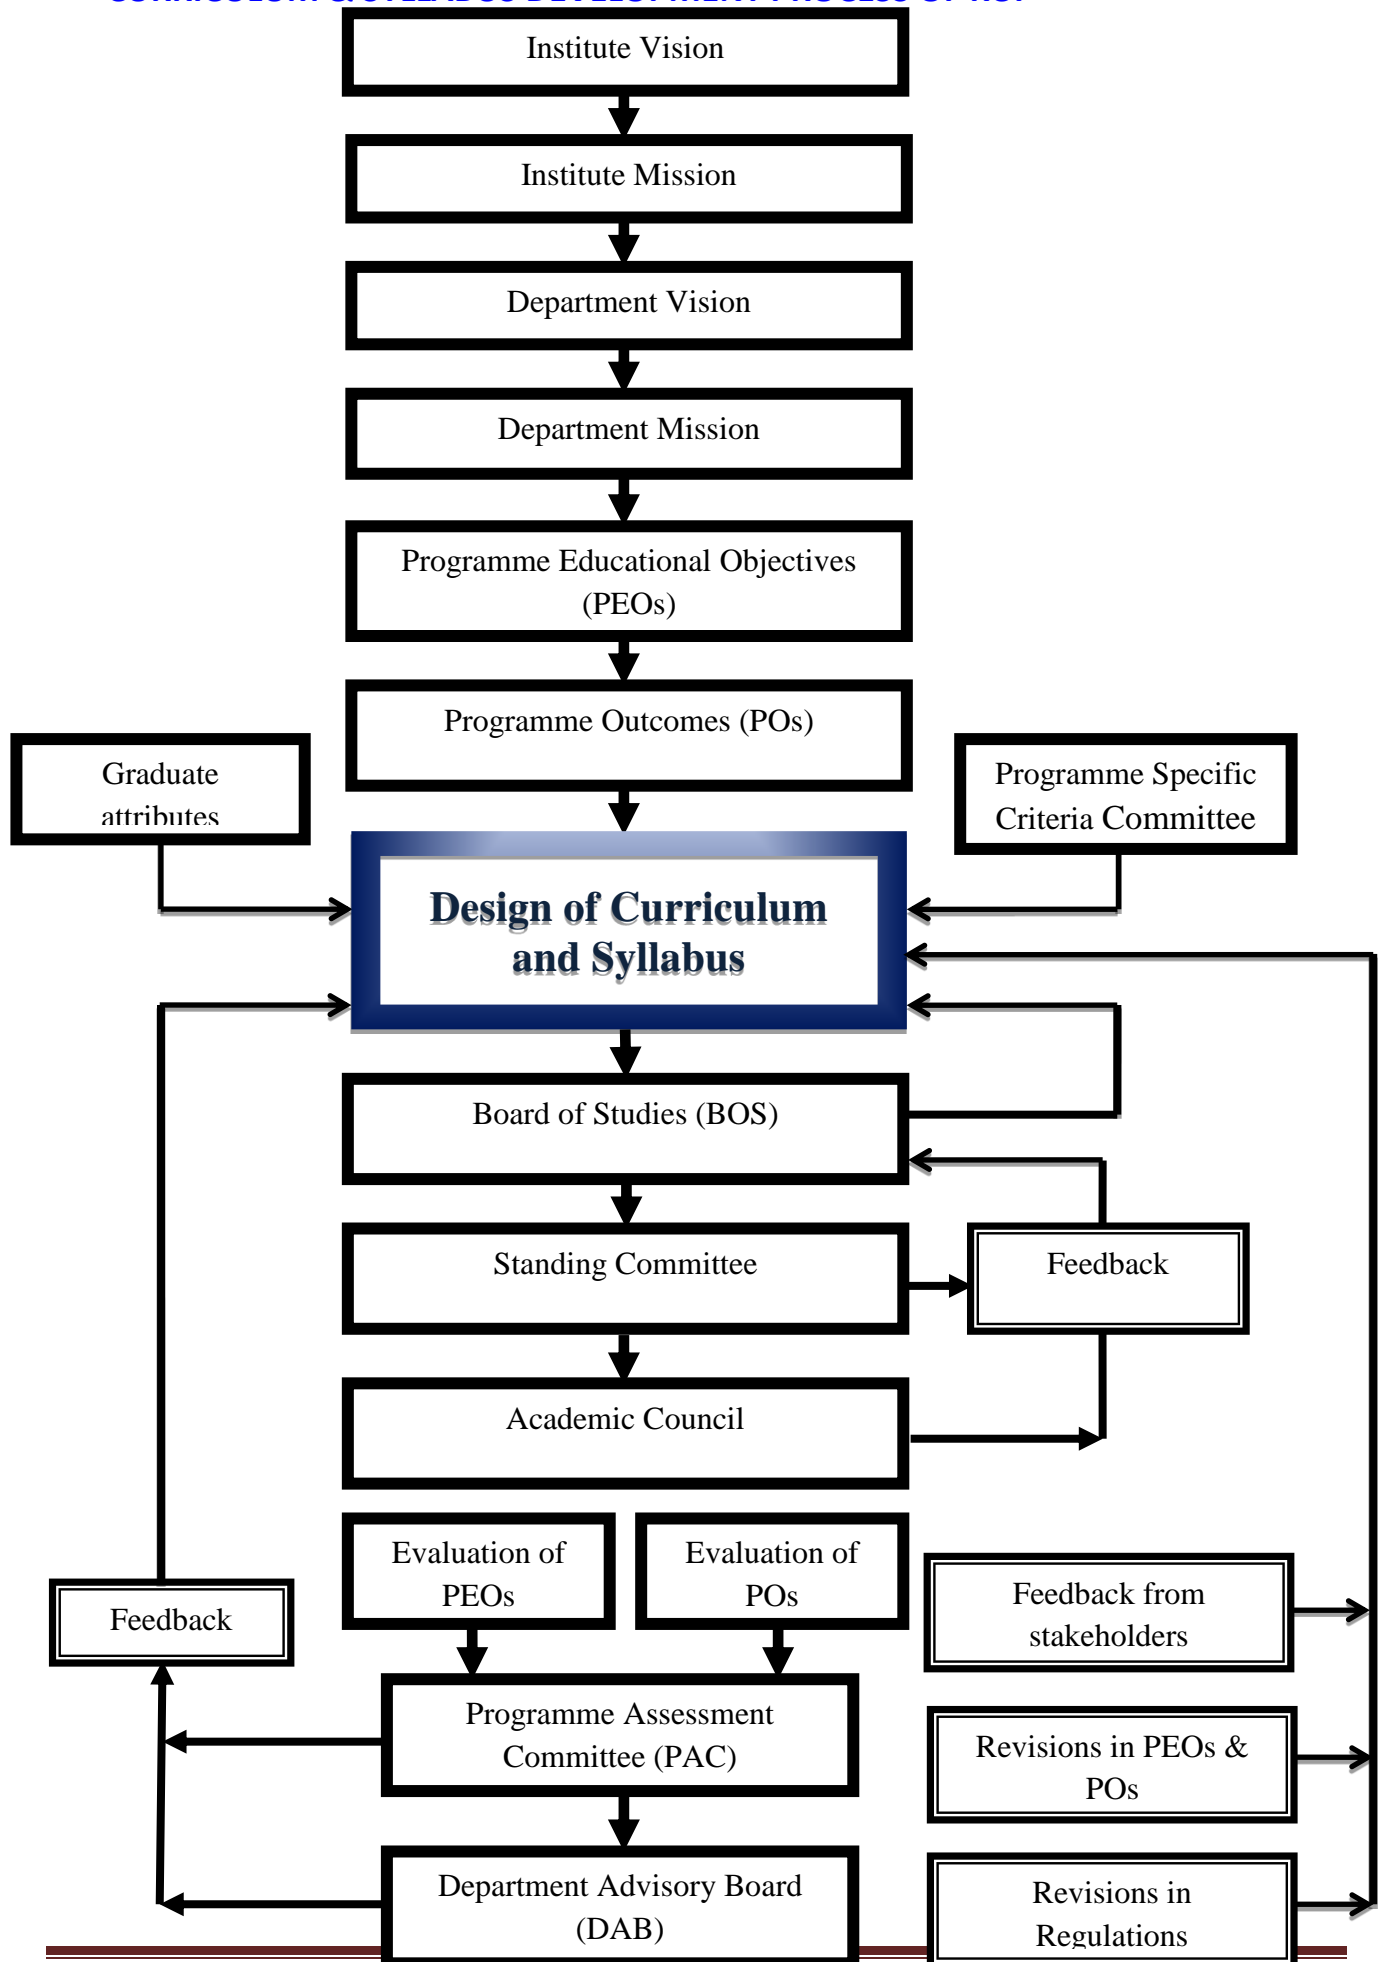 Institute Vision
Institute Mission
Department Vision
Department Mission
Programme Educational Objectives
(PEOs)
Programme Outcomes (POs)
Graduate
attributes
Programme Specific
Criteria Committee
Design of Curriculum
and Syllabus
Board of Studies (BOS)
Standing Committee
Feedback
Academic Council
Evaluation of
PEOs
Evaluation of
POs
Feedback
Feedback from
stakeholders
Programme Assessment
Committee (PAC)
Revisions in PEOs &
POs
Department Advisory Board
(DAB)
Revisions in
Regulations